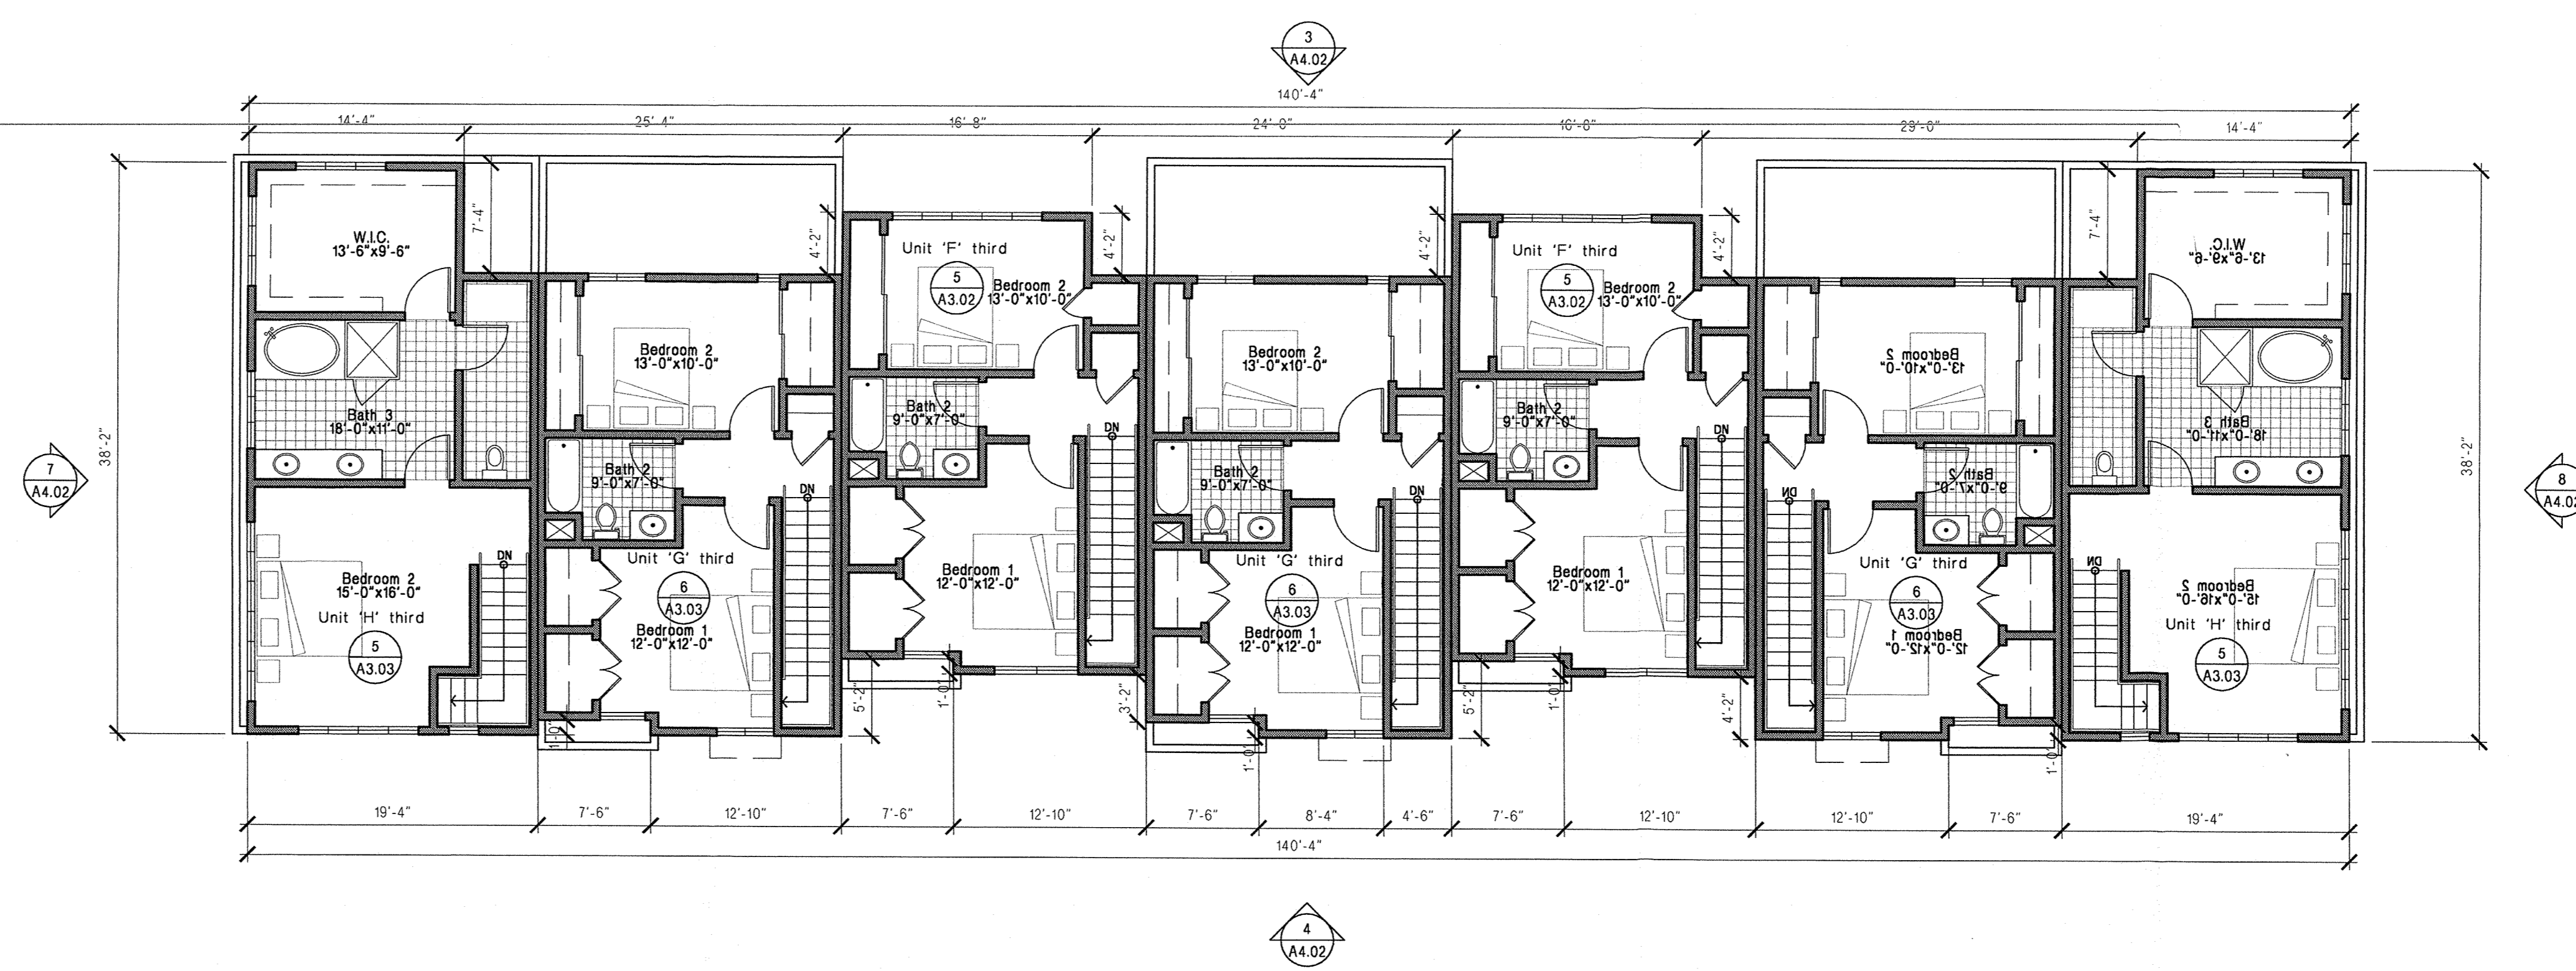 3
A4.02
140'-4"
14'-4"
25'-4"
16'-8"
24'-0"
16'-8"
29'-0"
14'-4"
7'-4"
4'-2"
4'-2"
4'-2"
4'-2"
7'-4"
38'-2"
38'-2"
7
A4.02
8
A4.02
W.I.C.
13'-6"x9'-6"
Bath 3
18'-0"x11'-0"
Bedroom 2
15'-0"x16'-0"
Unit 'H' third
5
A3.03
DN
Bedroom 2
13'-0"x10'-0"
Bath 2
9'-0"x7'-0"
DN
Unit 'G' third
6
A3.03
Bedroom 1
12'-0"x12'-0"
1'-0"
Unit 'F' third
5
A3.02
Bedroom 2
13'-0"x10'-0"
Bath 2
9'-0"x7'-0"
DN
Bedroom 1
12'-0"x12'-0"
5'-2"
1'-0"
3'-2"
Bedroom 2
13'-0"x10'-0"
Bath 2
9'-0"x7'-0"
DN
Unit 'G' third
6
A3.03
Bedroom 1
12'-0"x12'-0"
1'-0"
Unit 'F' third
5
A3.02
Bedroom 2
13'-0"x10'-0"
Bath 2
9'-0"x7'-0"
DN
Bedroom 1
12'-0"x12'-0"
5'-2"
1'-0"
4'-2"
Bedroom 2
13'-0"x10'-0"
Bath 2
9'-0"x7'-0"
DN
Unit 'G' third
6
A3.03
Bedroom 1
12'-0"x12'-0"
1'-0"
W.I.C.
13'-6"x9'-6"
Bath 3
18'-0"x11'-0"
DN
Bedroom 2
15'-0"x16'-0"
Unit 'H' third
5
A3.03
19'-4"
7'-6"
12'-10"
7'-6"
12'-10"
7'-6"
8'-4"
4'-6"
7'-6"
12'-10"
12'-10"
7'-6"
19'-4"
140'-4"
4
A4.02